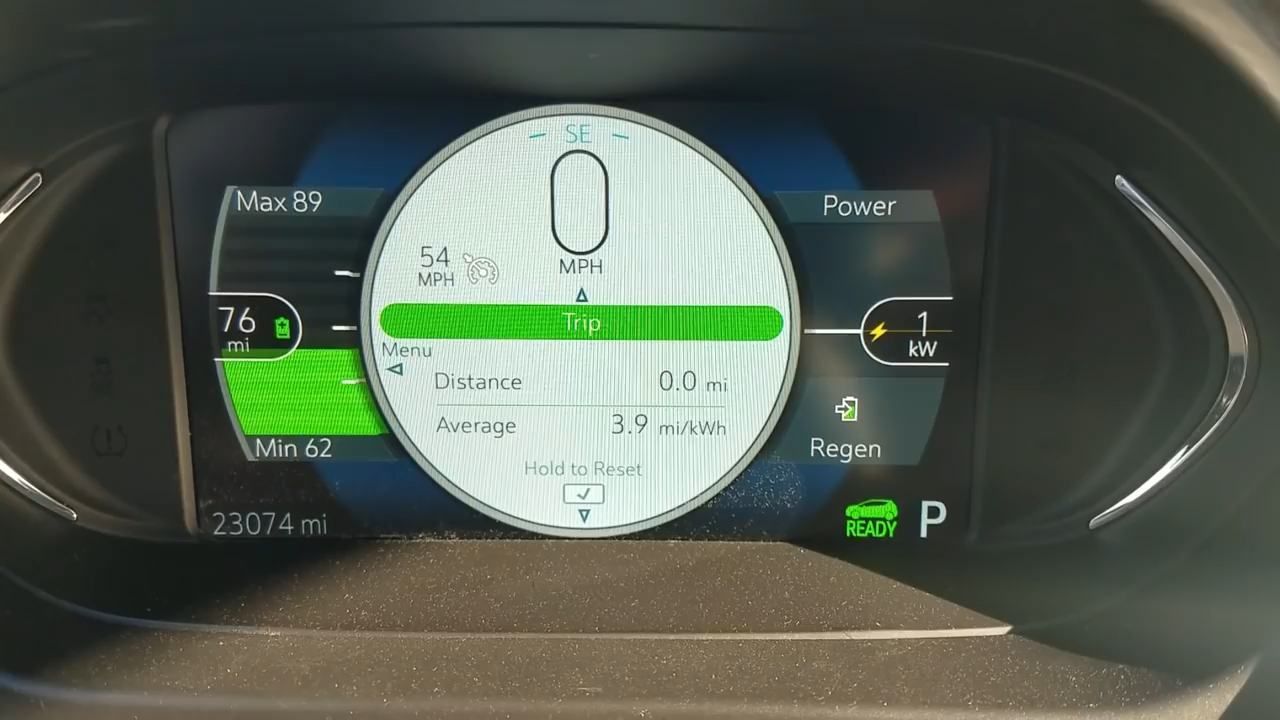 SE
0
MPH
Max 89
54
MPH
76
mi
Min 62
23074 mi
Trip
Menu
Distance 0.0 mi
Average 3.9 mi/kWh
Hold to Reset
Power
1
kW
Regen
READY
P